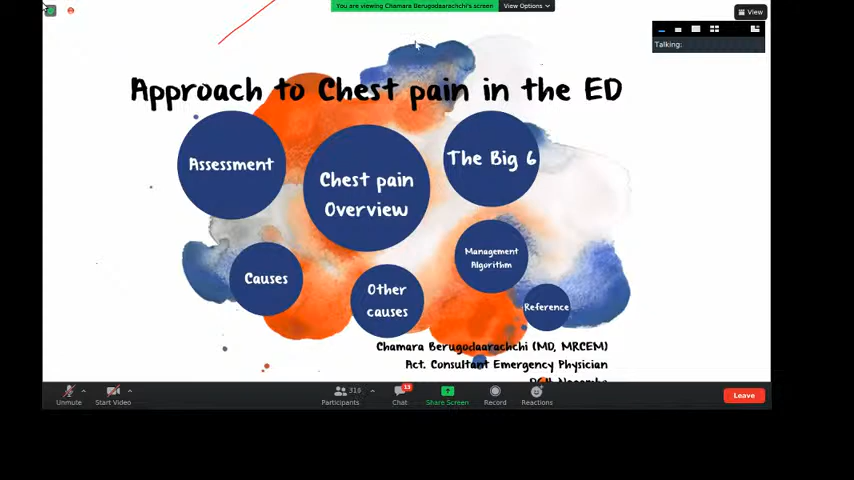 You are viewing Chamara Berugodaarachchi's screen
View Options
View
Talking:
Approach to Chest pain in the ED
Assessment
Chest pain
Overview
The Big 6
Management
Algorithm
Causes
Other
causes
Reference
Chamara Berugodaarachchi (MD, MRCEM)
Act. Consultant Emergency Physician
Unmute
Start Video
316
Participants
13
Chat
Share Screen
Record
Reactions
Leave